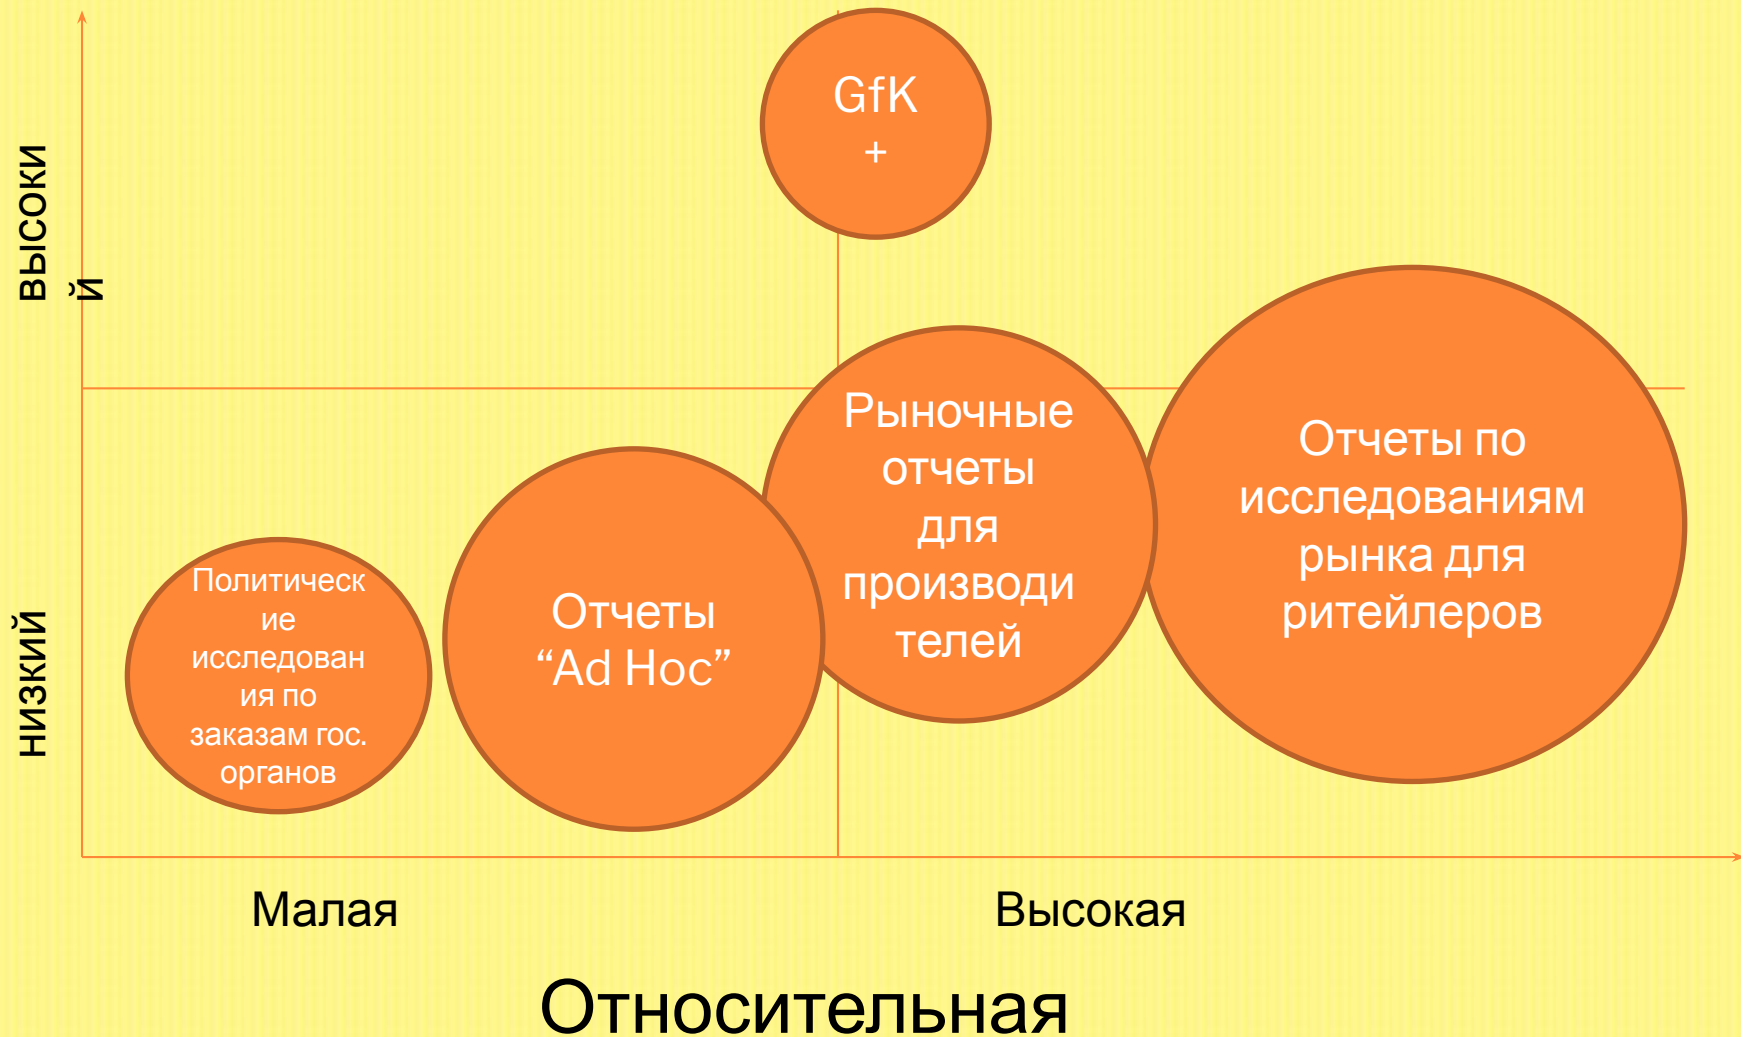 высоки
й
низкий
GfK
+
Политическ
ие
исследован
ия по
заказам гос.
органов
Отчеты
“Ad Hoc”
Рыночные
отчеты
для
производи
телей
Отчеты по
исследованиям
рынка для
ритейлеров
Малая
Высокая
Относительная